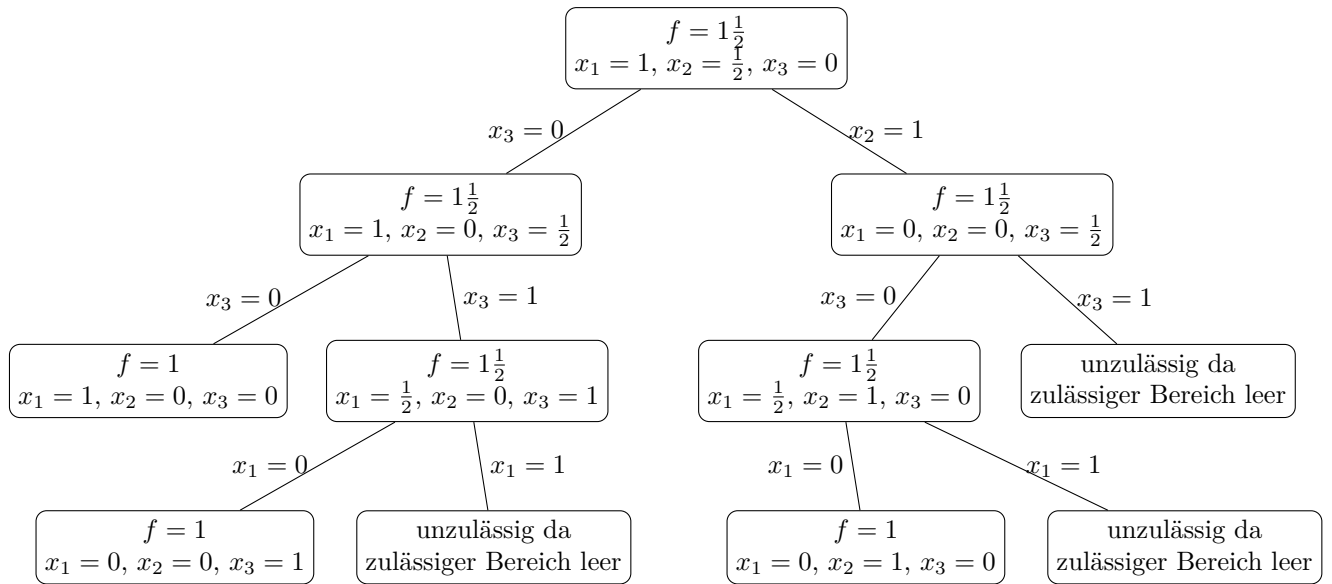 f = 1½
x₁ = 1, x₂ = ½, x₃ = 0
x₃ = 0
x₂ = 1
f = 1½
x₁ = 1, x₂ = 0, x₃ = ½
f = 1½
x₁ = 0, x₂ = 0, x₃ = ½
x₃ = 0
x₃ = 1
x₃ = 0
x₃ = 1
f = 1
x₁ = 1, x₂ = 0, x₃ = 0
f = 1½
x₁ = ½, x₂ = 0, x₃ = 1
f = 1½
x₁ = ½, x₂ = 1, x₃ = 0
unzulässig da
zulässiger Bereich leer
x₁ = 0
x₁ = 1
x₁ = 0
x₁ = 1
f = 1
x₁ = 0, x₂ = 0, x₃ = 1
unzulässig da
zulässiger Bereich leer
f = 1
x₁ = 0, x₂ = 1, x₃ = 0
unzulässig da
zulässiger Bereich leer